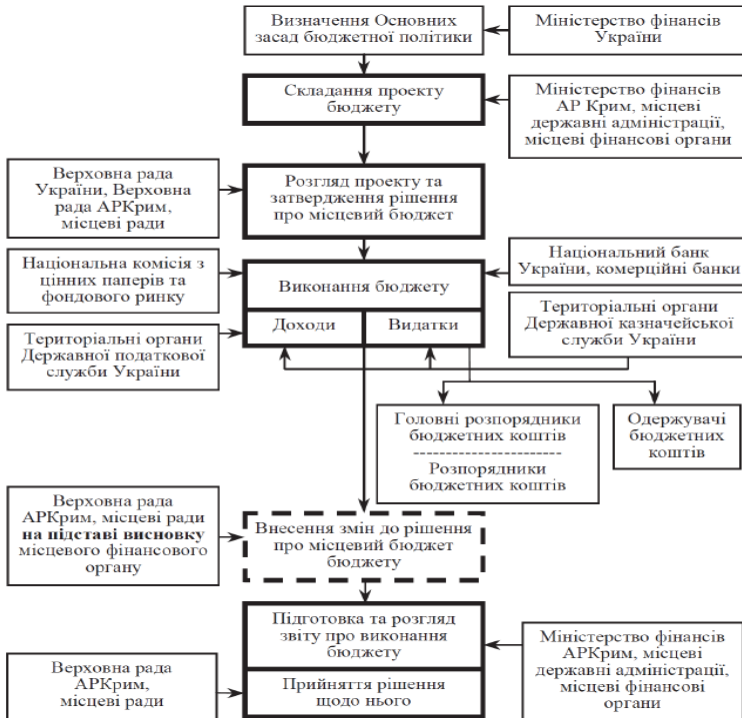 Визначення Основних
засад бюджетної політики
Міністерство фінансів
України
Складання проекту
бюджету
Міністерство фінансів
АР Крим, місцеві
державні адміністрації,
місцеві фінансові органи
Верховна рада
України, Верховна
рада АРКрим,
місцеві ради
Розгляд проекту та
затвердження рішення
про місцевий бюджет
Національна комісія з
цінних паперів та
фондового ринку
Виконання бюджету
Національний банк
України, комерційні банки
Доходи
Видатки
Територіальні органи
Державної казначейської
служби України
Територіальні органи
Державної податкової
служби України
Головні розпорядники
бюджетних коштів
------------------------
Розпорядники
бюджетних коштів
Одержувачі
бюджетних
коштів
Верховна рада
АРКрим, місцеві ради
на підставі висновку
місцевого фінансового
органу
Внесення змін до рішення
про місцевий бюджет
бюджету
Підготовка та розгляд
звіту про виконання
бюджету
Міністерство фінансів
АРКрим, місцеві
державні адміністрації,
місцеві фінансові
органи
Верховна рада
АРКрим,
місцеві ради
Прийняття рішення
щодо нього